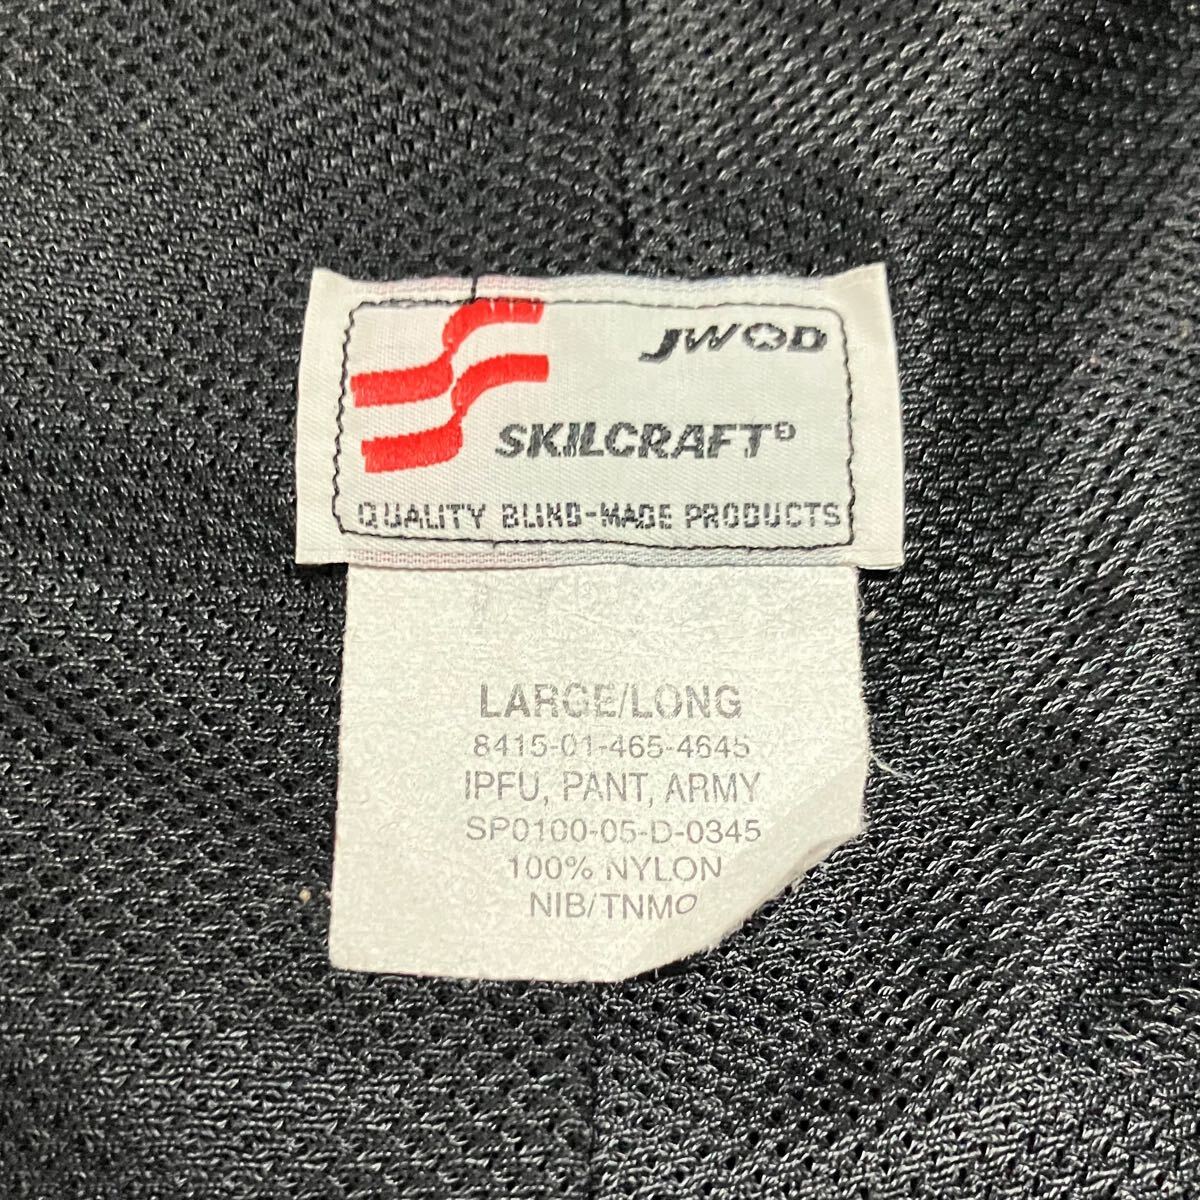 JWOD
SKILCRAFT®
QUALITY BLIND-MADE PRODUCTS
LARGE/LONG
8415-01-465-4645
IPFU, PANT, ARMY
SP0100-05-D-0345
100% NYLON
NIB/TNMO